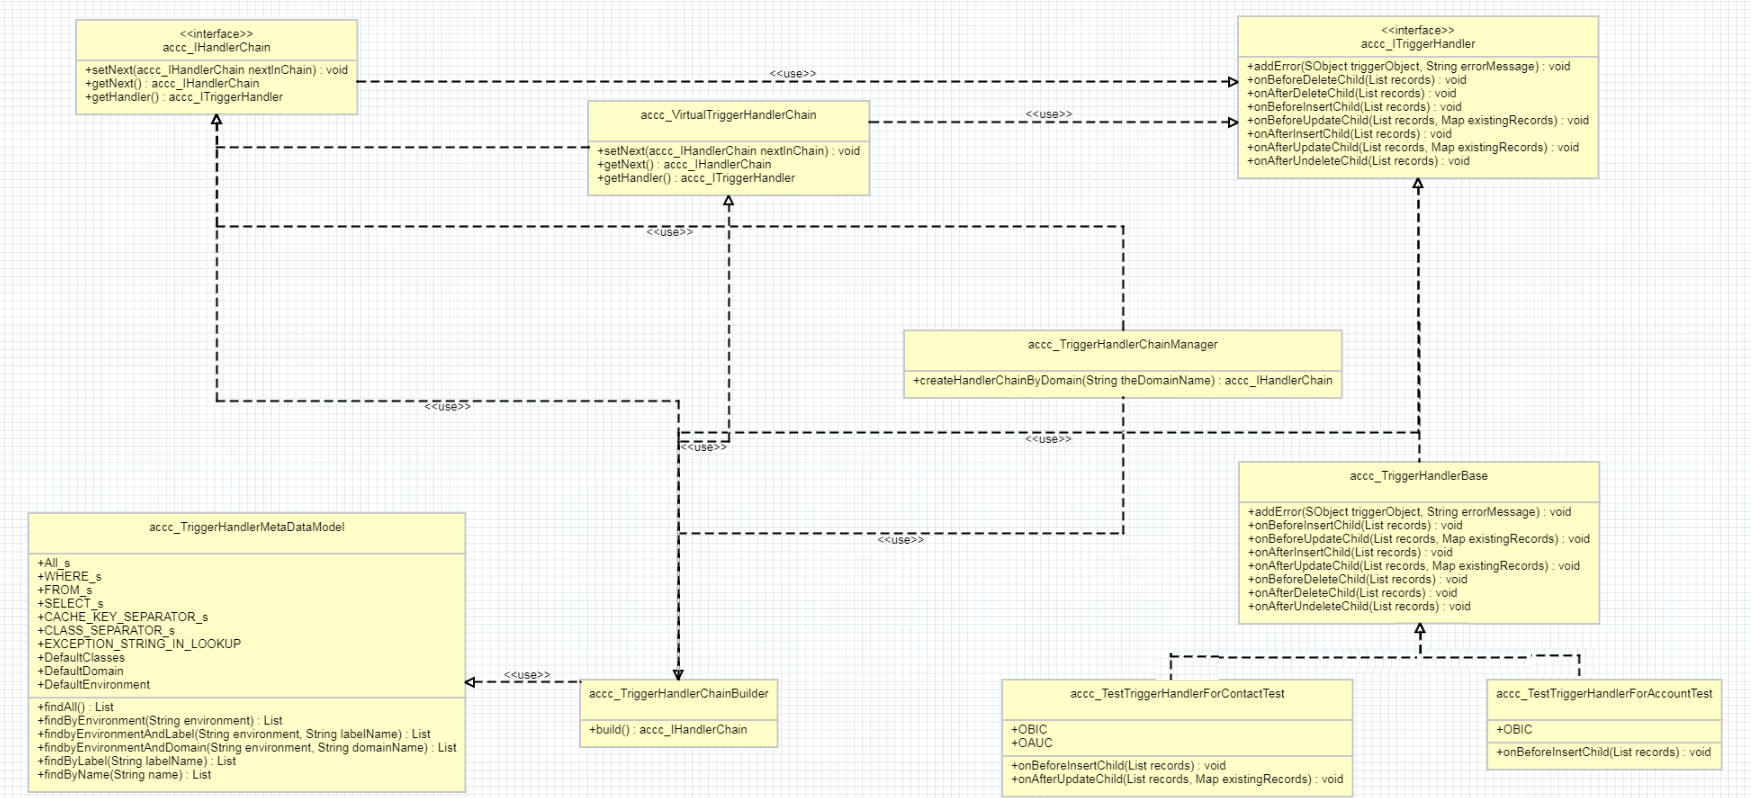 <<interface>>
accc_IHandlerChain
+setNext(accc_IHandlerChain nextInChain) : void
+getNext() : accc_IHandlerChain
+getHandler() : accc_ITriggerHandler
<<use>>
<<interface>>
accc_ITriggerHandler
+addError(SObject triggerObject, String errorMessage) : void
+onBeforeDeleteChild(List records) : void
+onAfterDeleteChild(List records) : void
+onBeforeInsertChild(List records) : void
+onBeforeUpdateChild(List records, Map existingRecords) : void
+onAfterInsertChild(List records) : void
+onAfterUpdateChild(List records, Map existingRecords) : void
+onAfterUndeleteChild(List records) : void
accc_VirtualTriggerHandlerChain
+setNext(accc_IHandlerChain nextInChain) : void
+getNext() : accc_IHandlerChain
+getHandler() : accc_ITriggerHandler
<<use>>
<<use>>
accc_TriggerHandlerChainManager
+createHandlerChainByDomain(String theDomainName) : accc_IHandlerChain
<<use>>
<<use>>
<<use>>
accc_TriggerHandlerBase
+addError(SObject triggerObject, String errorMessage) : void
+onBeforeInsertChild(List records) : void
+onBeforeUpdateChild(List records, Map existingRecords) : void
+onAfterInsertChild(List records) : void
+onAfterUpdateChild(List records, Map existingRecords) : void
+onBeforeDeleteChild(List records) : void
+onAfterDeleteChild(List records) : void
+onAfterUndeleteChild(List records) : void
<<use>>
accc_TriggerHandlerMetaDataModel
+All_s
+WHERE_s
+FROM_s
+SELECT_s
+CACHE_KEY_SEPARATOR_s
+CLASS_SEPARATOR_s
+EXCEPTION_STRING_IN_LOOKUP
+DefaultClasses
+DefaultDomain
+DefaultEnvironment
+findAll() : List
+findByEnvironment(String environment) : List
+findbyEnvironmentAndLabel(String environment, String labelName) : List
+findbyEnvironmentAndDomain(String environment, String domainName) : List
+findByLabel(String labelName) : List
+findByName(String name) : List
<<use>>
accc_TriggerHandlerChainBuilder
+build() : accc_IHandlerChain
accc_TestTriggerHandlerForContactTest
+OBIC
+OAUC
+onBeforeInsertChild(List records) : void
+onAfterUpdateChild(List records, Map existingRecords) : void
accc_TestTriggerHandlerForAccountTest
+OBIC
+onBeforeInsertChild(List records) : void